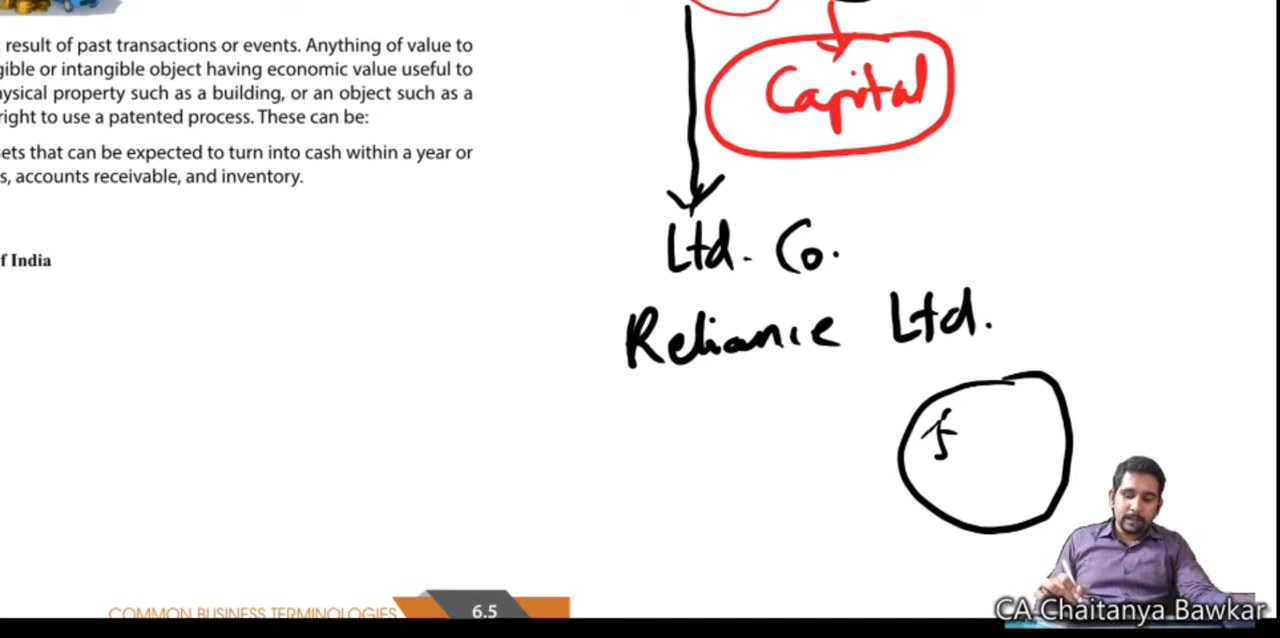 result of past transactions or events. Anything of value to
gible or intangible object having economic value useful to
hysical property such as a building, or an object such as a
right to use a patented process. These can be:
sets that can be expected to turn into cash within a year or
s, accounts receivable, and inventory.
f India
Capital
Ltd. Co.
Reliance Ltd.
COMMON BUSINESS TERMINOLOGIES 6.5
CA Chaitanya Bawkar